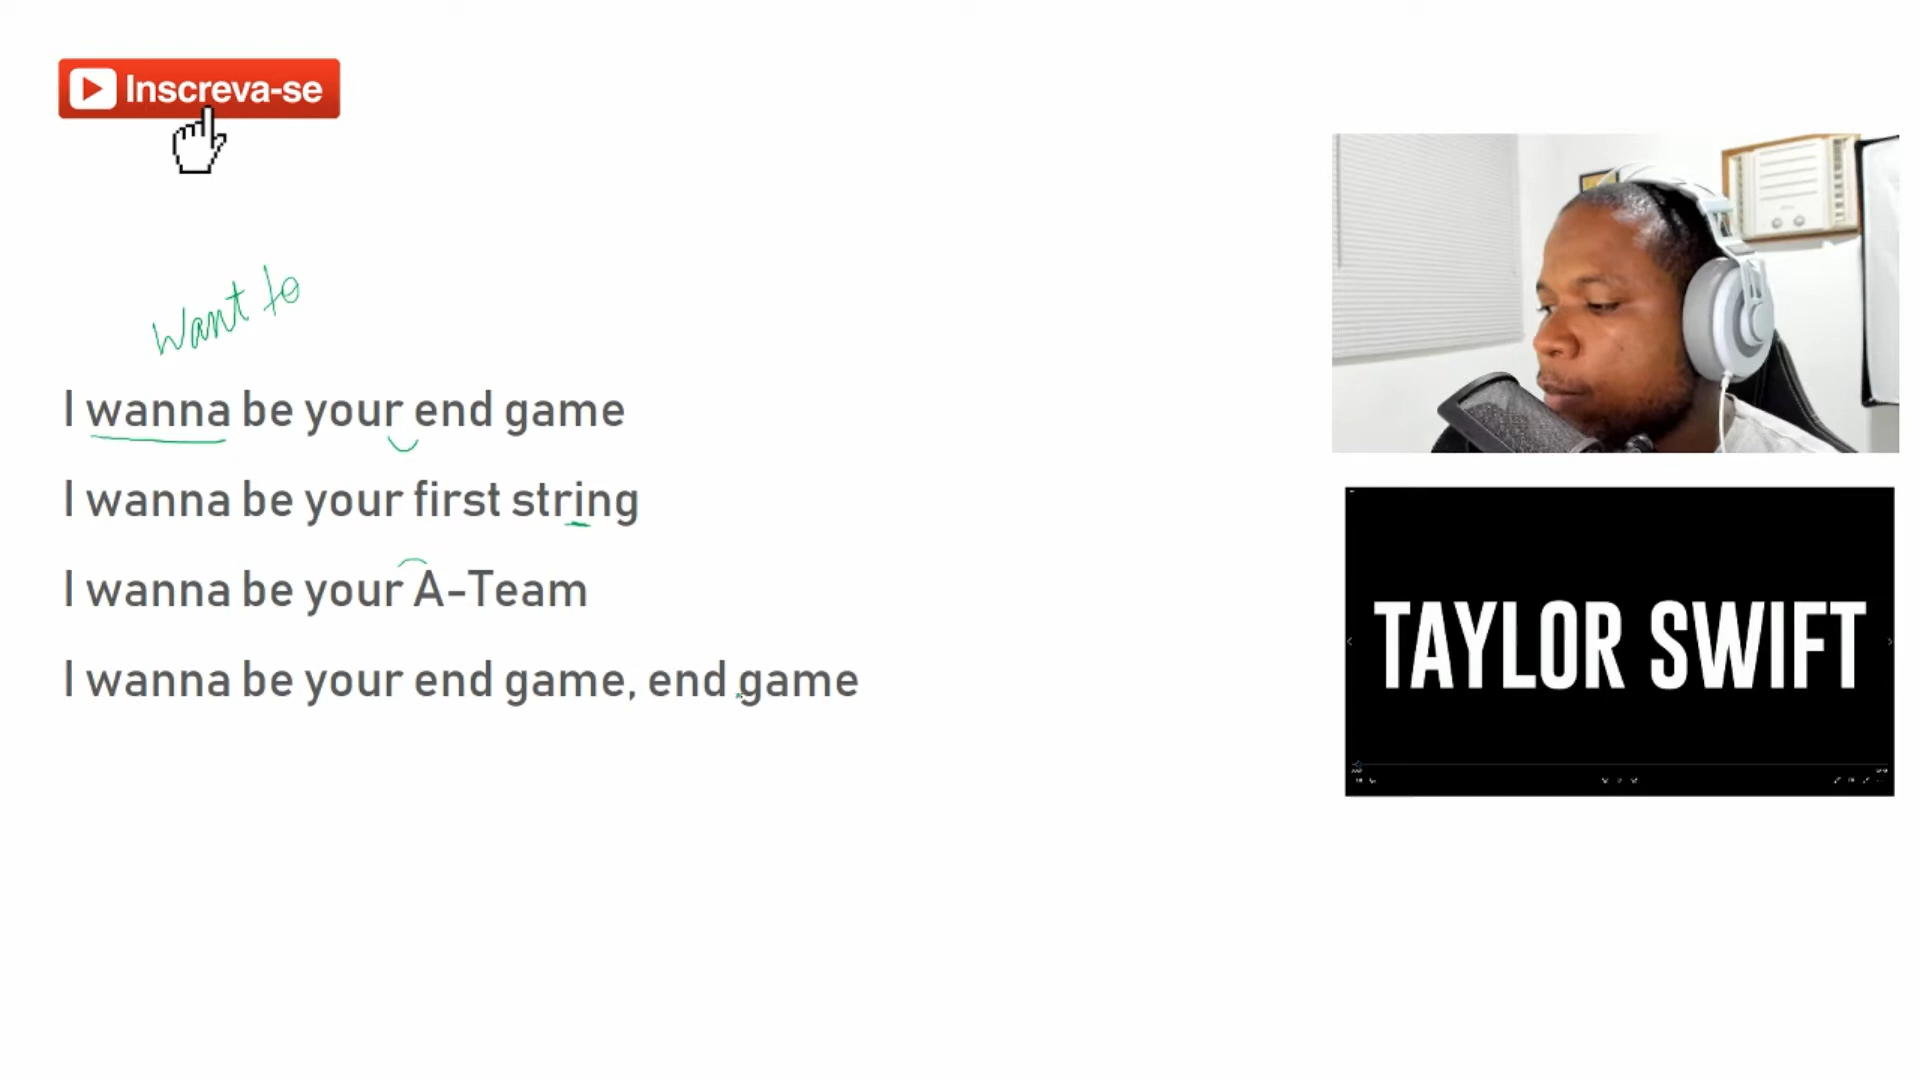 Inscreva-se
want to
I wanna be your end game
I wanna be your first string
I wanna be your A-Team
I wanna be your end game, end game
TAYLOR SWIFT